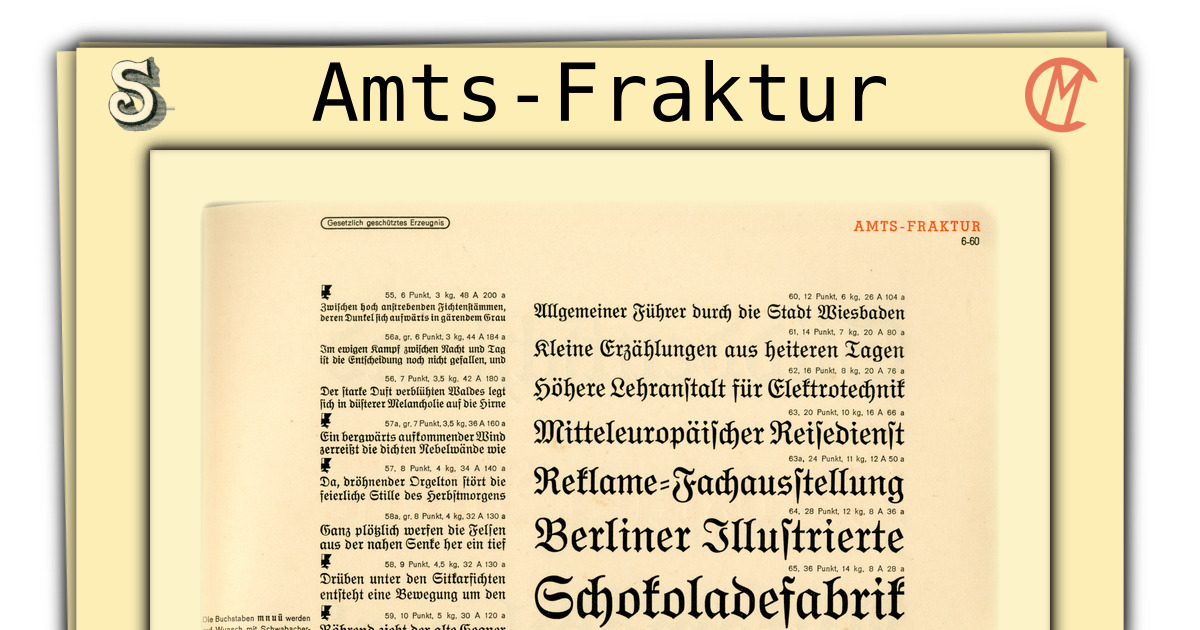 S
Amts-Fraktur
CM
Gesetzlich geschütztes Erzeugnis
AMTS-FRAKTUR
6-60
55, 6 Punkt, 3 kg, 48 A 200 a
Zwiſchen hoch anſtrebenden Fichtenſtämmen,
deren Dunkel ſich aufwärts in gärendem Grau
56a, gr. 6 Punkt, 3 kg, 44 A 184 a
Im ewigen Kampf zwiſchen Nacht und Tag
iſt die Entſcheidung noch nicht gefallen, und
56, 7 Punkt, 3,5 kg, 42 A 180 a
Der ſtarke Duft verblühten Waldes legt
ſich in düſterer Melancholie auf die Hirne
57a, gr. 7 Punkt, 3,5 kg, 36 A 160 a
Ein bergwärts aufkommender Wind
zerreißt die dichten Nebelwände wie
57, 8 Punkt, 4 kg, 34 A 140 a
Da, dröhnender Orgelton ſtört die
feierliche Stille des Herbſtmorgens
58a, gr. 8 Punkt, 4 kg, 32 A 130 a
Ganz plötzlich werfen die Felſen
aus der nahen Senke her ein tief
58, 9 Punkt, 4,5 kg, 32 A 130 a
Drüben unter den Sitkafichten
entſteht eine Bewegung um den
59, 10 Punkt, 5 kg, 30 A 120 a
Röhrend zieht der alte Gegner
Die Buchstaben m n u ü werden
auf Wunsch mit Schwabacher-
60, 12 Punkt, 6 kg, 26 A 104 a
Allgemeiner Führer durch die Stadt Wiesbaden
61, 14 Punkt, 7 kg, 20 A 80 a
Kleine Erzählungen aus heiteren Tagen
62, 16 Punkt, 8 kg, 20 A 76 a
Höhere Lehranſtalt für Elektrotechnik
63, 20 Punkt, 10 kg, 16 A 66 a
Mitteleuropäiſcher Reiſedienſt
63a, 24 Punkt, 11 kg, 12 A 50 a
Reklame-Fachausſtellung
64, 28 Punkt, 12 kg, 8 A 36 a
Berliner Illuſtrierte
65, 36 Punkt, 14 kg, 8 A 28 a
Schokoladefabrik